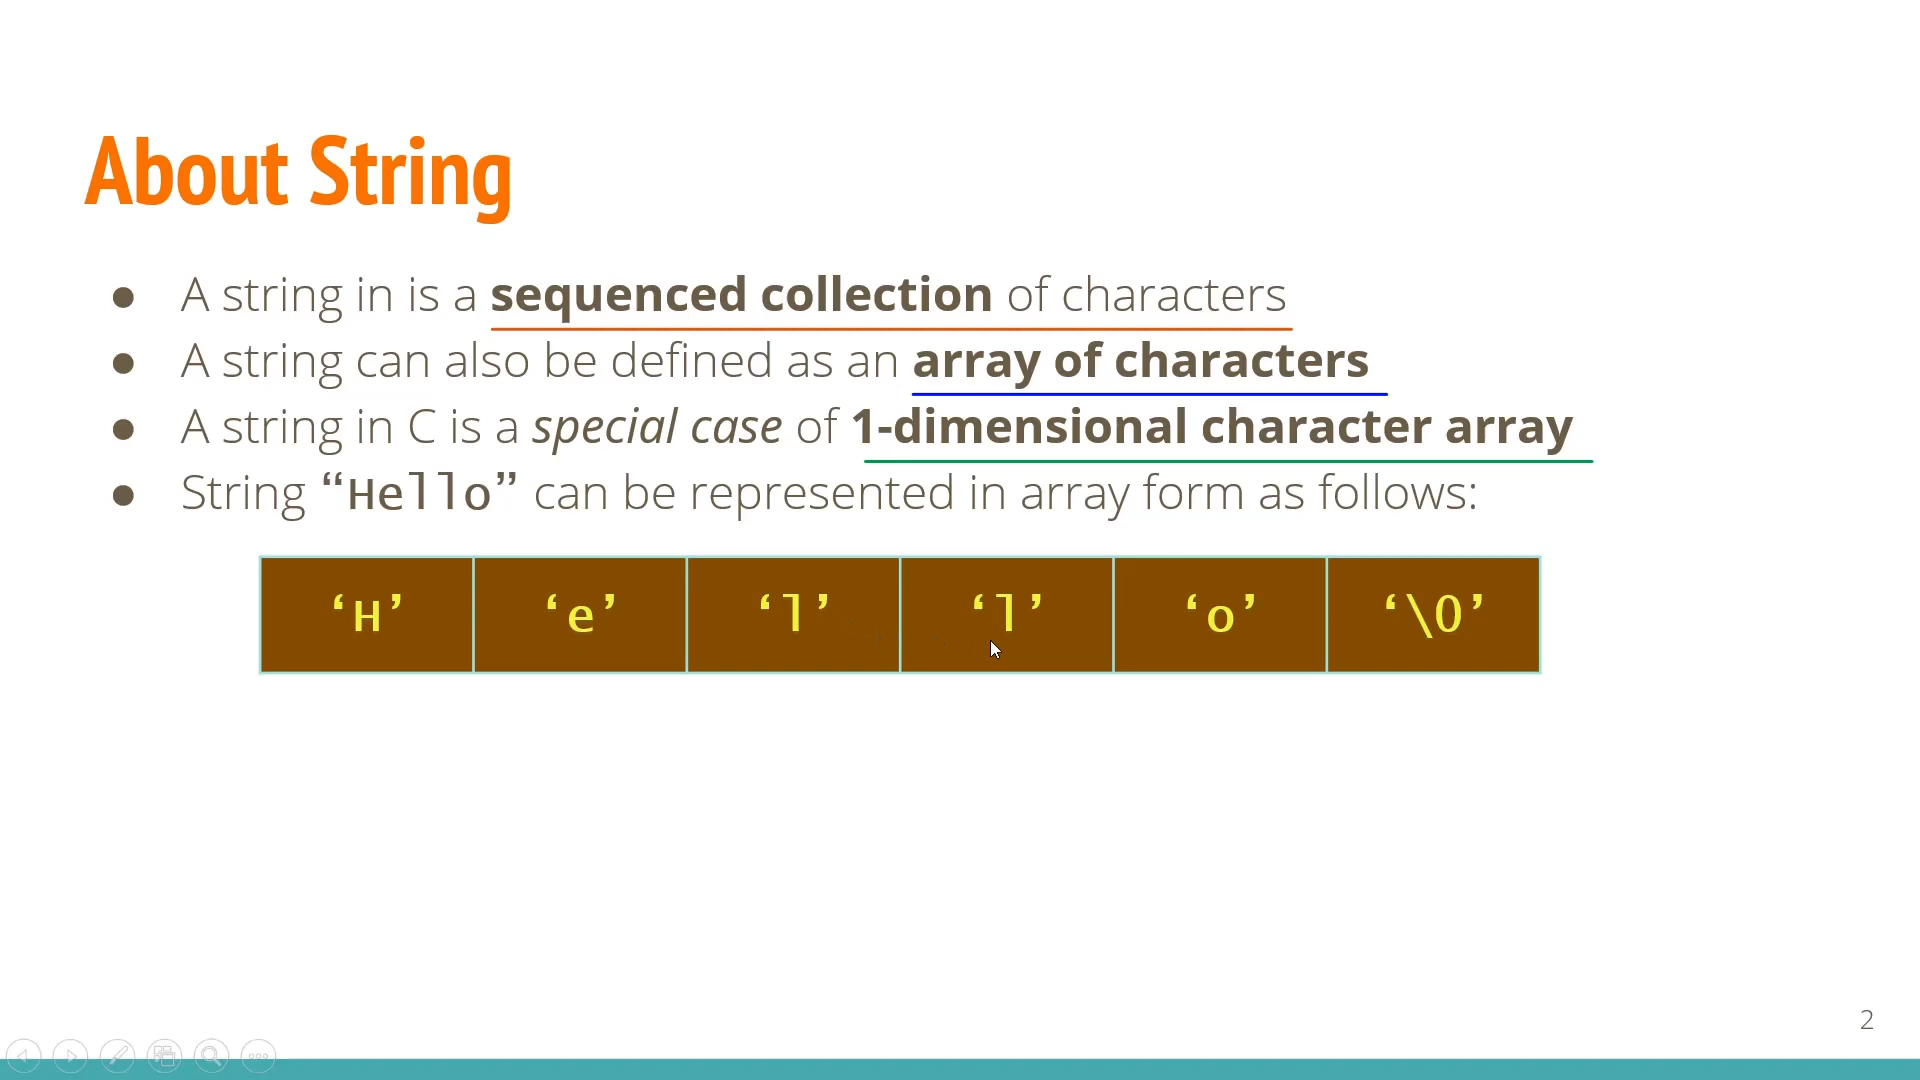 About String
● A string in is a sequenced collection of characters
● A string can also be defined as an array of characters
● A string in C is a special case of 1-dimensional character array
● String “Hello” can be represented in array form as follows:
‘H’ ‘e’ ‘l’ ‘l’ ‘o’ ‘\0’
2